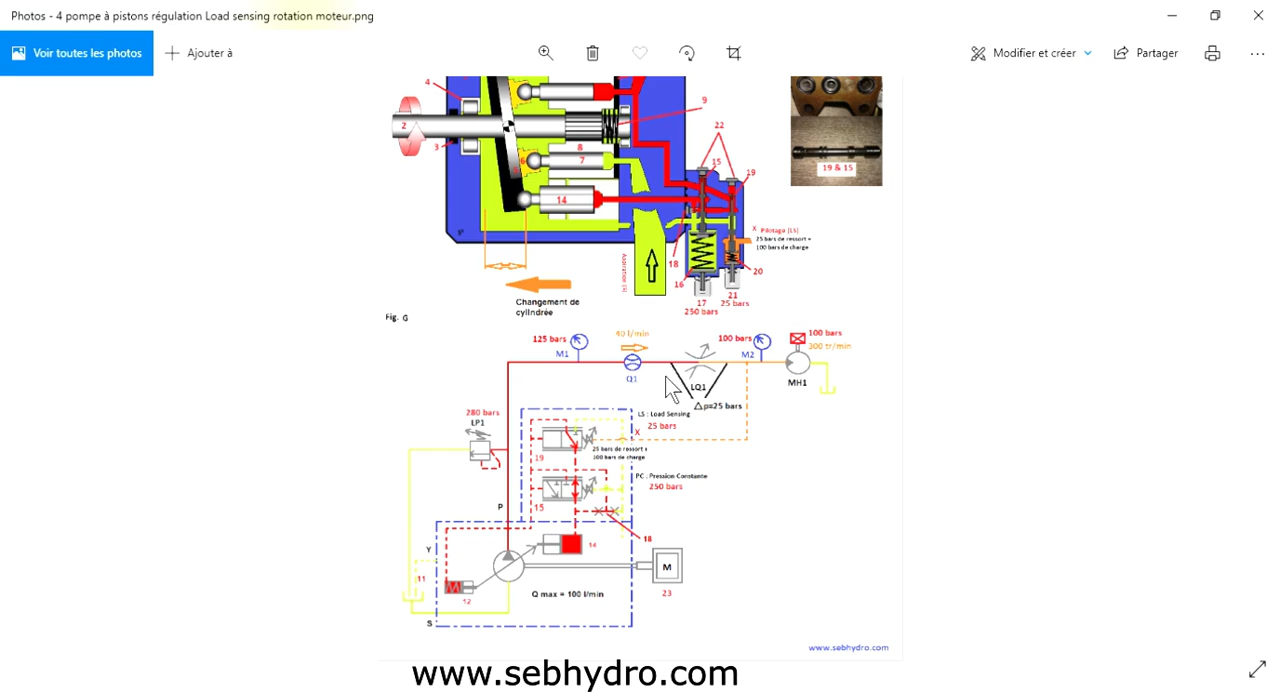 Photos - 4 pompe à pistons régulation Load sensing rotation moteur.png
Voir toutes les photos
Ajouter à
Modifier et créer
Partager
4
2
3
9
8
6
7
14
22
15
19
19 & 15
X Pilotage (LS)
25 bars de ressort +
100 bars de charge
Aspiration (S)
18
16
20
17
250 bars
21
25 bars
Changement de
cylindrée
Fig. G
125 bars
M1
40 l/min
Q1
100 bars
M2
100 bars
300 tr/min
LQ1
MH1
△p=25 bars
280 bars
LP1
LS : Load Sensing
X
25 bars
25 bars de ressort +
100 bars de charge
19
PC : Pression Constante
250 bars
15
P
18
14
Y
11
12
M
23
Q max = 100 l/min
S
www.sebhydro.com
www.sebhydro.com